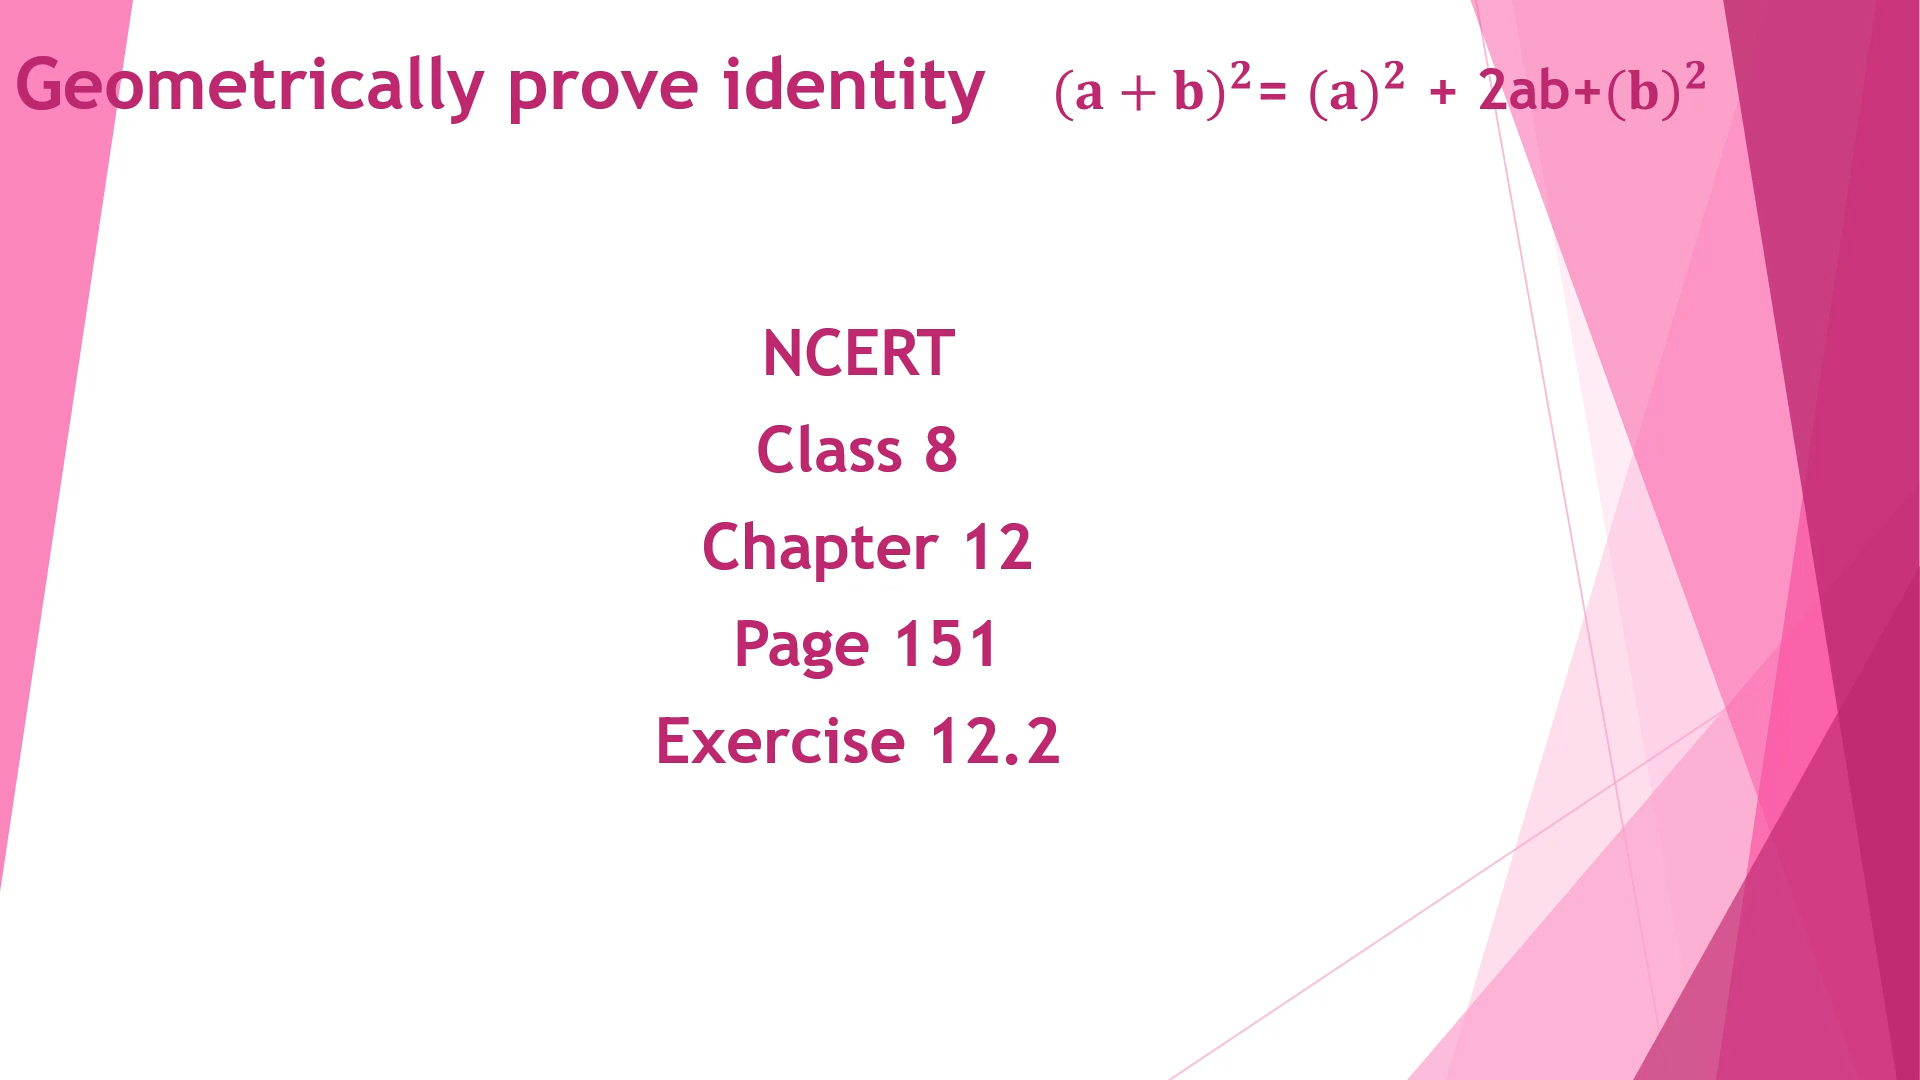 Geometrically prove identity (a + b)²= (a)² + 2ab+(b)²
NCERT
Class 8
Chapter 12
Page 151
Exercise 12.2